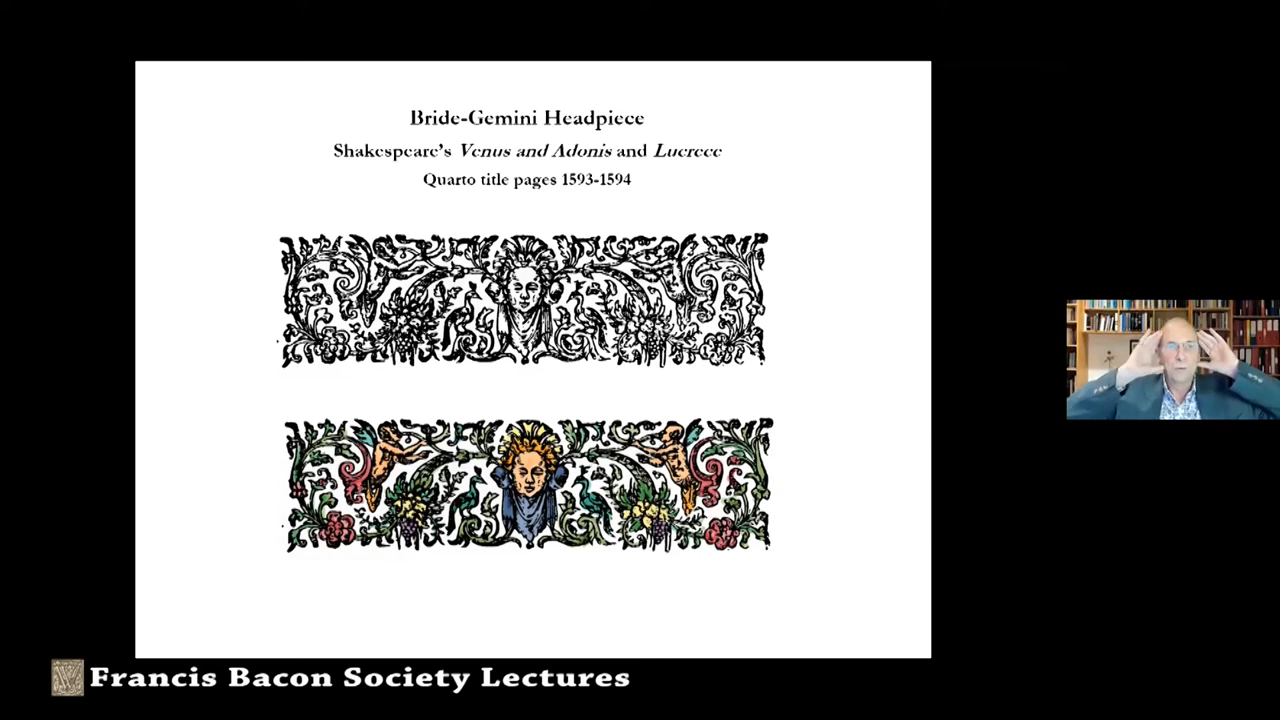 Bride-Gemini Headpiece
Shakespeare's Venus and Adonis and Lucrece
Quarto title pages 1593-1594
Francis Bacon Society Lectures